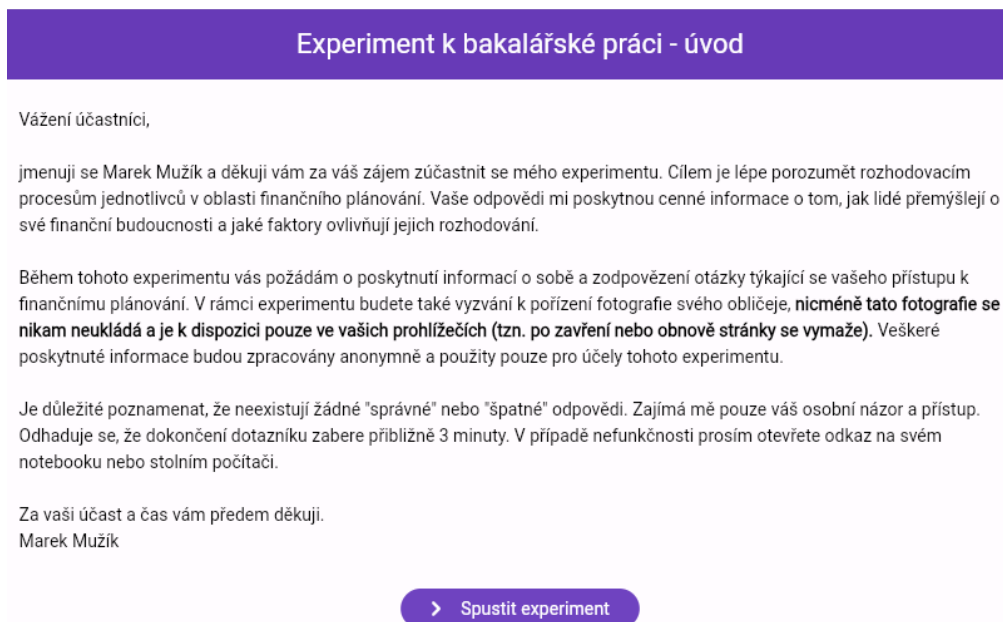 Experiment k bakalářské práci - úvod
Vážení účastníci,
jmenuji se Marek Mužík a děkuji vám za váš zájem zúčastnit se mého experimentu. Cílem je lépe porozumět rozhodovacím
procesům jednotlivců v oblasti finančního plánování. Vaše odpovědi mi poskytnou cenné informace o tom, jak lidé přemýšlejí o
své finanční budoucnosti a jaké faktory ovlivňují jejich rozhodování.
Během tohoto experimentu vás požádám o poskytnutí informací o sobě a zodpovězení otázky týkající se vašeho přístupu k
finančnímu plánování. V rámci experimentu budete také vyzvání k pořízení fotografie svého obličeje, nicméně tato fotografie se
nikam neukládá a je k dispozici pouze ve vašich prohlížečích (tzn. po zavření nebo obnově stránky se vymaže). Veškeré
poskytnuté informace budou zpracovány anonymně a použity pouze pro účely tohoto experimentu.
Je důležité poznamenat, že neexistují žádné "správné" nebo "špatné" odpovědi. Zajímá mě pouze váš osobní názor a přístup.
Odhaduje se, že dokončení dotazníku zabere přibližně 3 minuty. V případě nefunkčnosti prosím otevřete odkaz na svém
notebooku nebo stolním počítači.
Za vaši účast a čas vám předem děkuji.
Marek Mužík
Spustit experiment